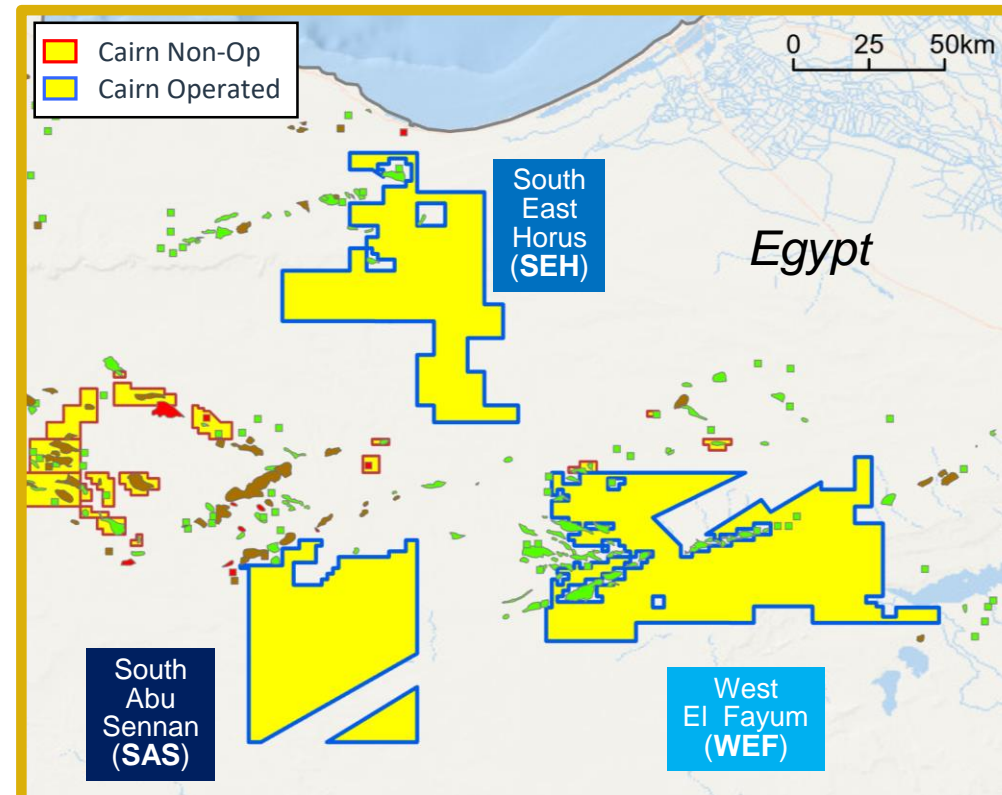 Cairn Non-Op
Cairn Operated
0 25 50km
South
East
Horus
(SEH)
Egypt
South
Abu
Sennan
(SAS)
West
El Fayum
(WEF)